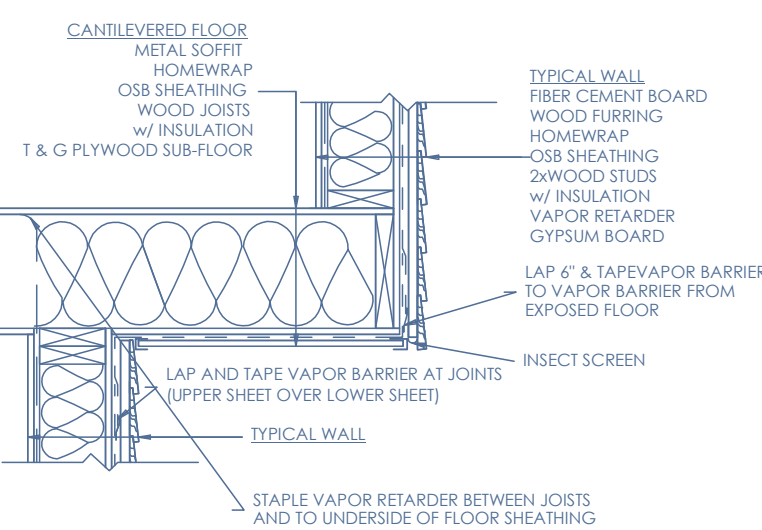 CANTILEVERED FLOOR
METAL SOFFIT
HOMEWRAP
OSB SHEATHING
WOOD JOISTS
w/ INSULATION
T & G PLYWOOD SUB-FLOOR
TYPICAL WALL
FIBER CEMENT BOARD
WOOD FURRING
HOMEWRAP
OSB SHEATHING
2xWOOD STUDS
w/ INSULATION
VAPOR RETARDER
GYPSUM BOARD
LAP 6" & TAPEVAPOR BARRIER
TO VAPOR BARRIER FROM
EXPOSED FLOOR
INSECT SCREEN
LAP AND TAPE VAPOR BARRIER AT JOINTS
(UPPER SHEET OVER LOWER SHEET)
TYPICAL WALL
STAPLE VAPOR RETARDER BETWEEN JOISTS
AND TO UNDERSIDE OF FLOOR SHEATHING